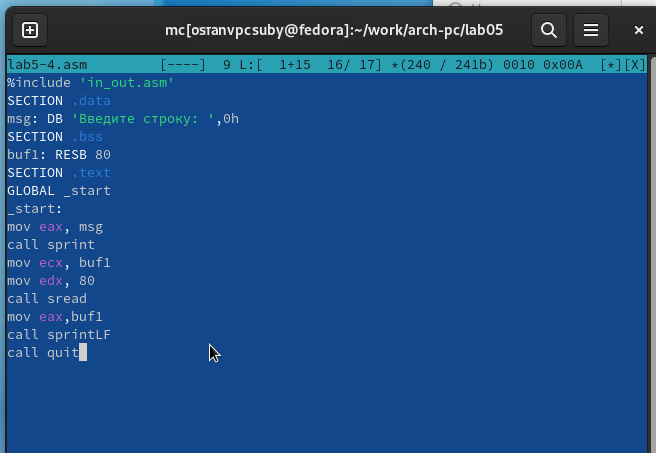 mc[osтanvpcsuby@fedora]:~/work/arch-pc/lab05
lab5-4.asm [----] 9 L:[ 1+15 16/ 17] *(240 / 241b) 0010 0x00A [*][X]
%include 'in_out.asm'
SECTION .data
msg: DB 'Введите строку: ',0h
SECTION .bss
buf1: RESB 80
SECTION .text
GLOBAL _start
_start:
mov eax, msg
call sprint
mov ecx, buf1
mov edx, 80
call sread
mov eax,buf1
call sprintLF
call quit